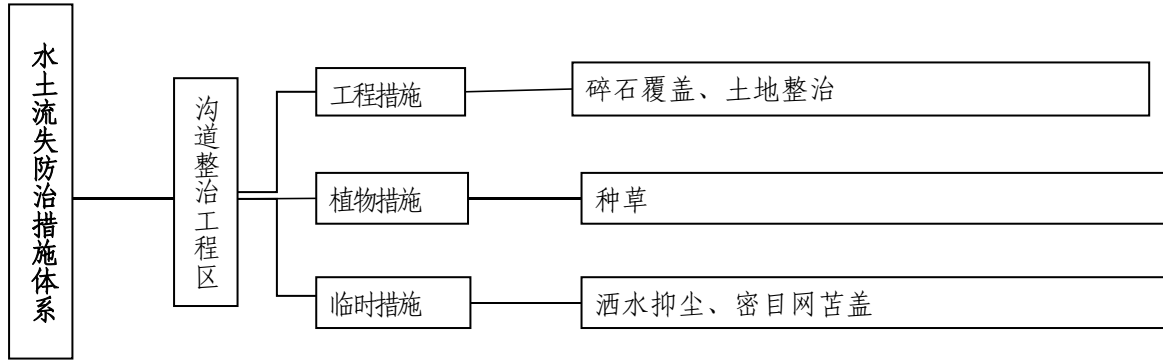 水土流失防治措施体系
沟道整治工程区
工程措施
碎石覆盖、土地整治
植物措施
种草
临时措施
洒水抑尘、密目网苫盖